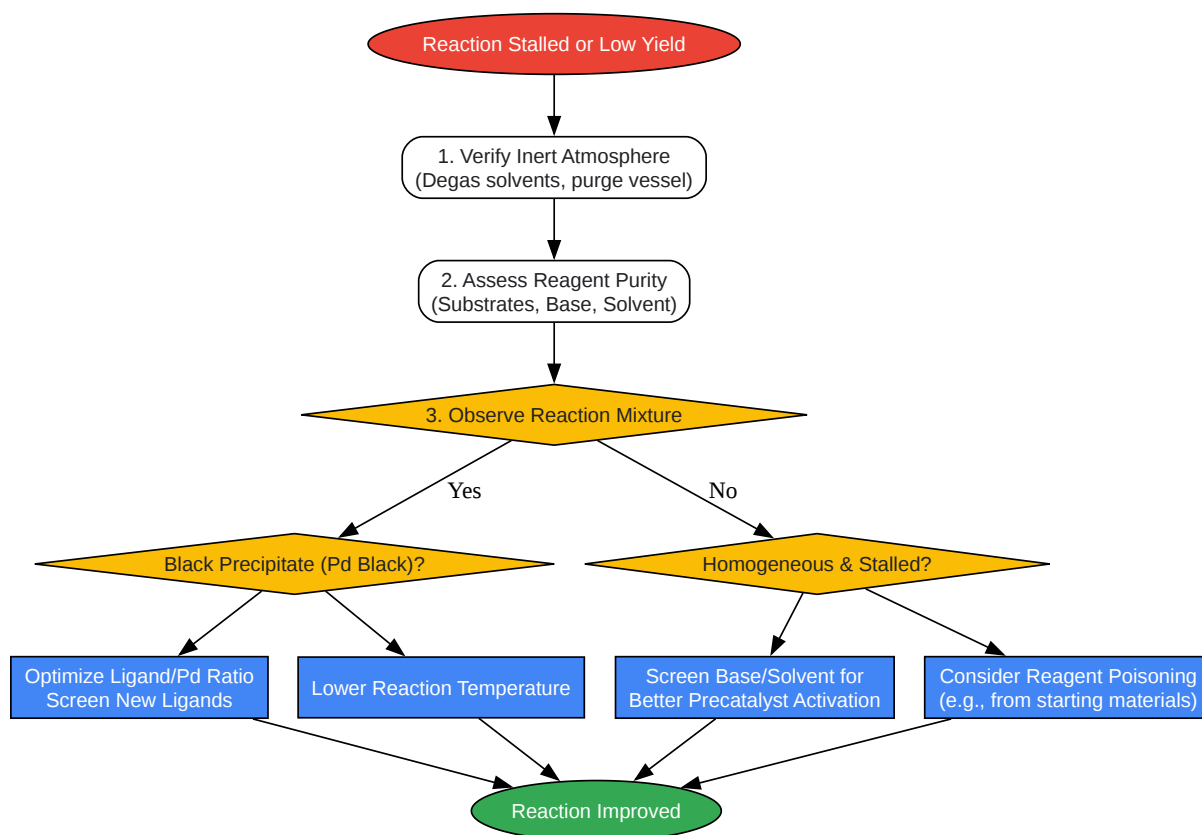 Reaction Stalled or Low Yield
1. Verify Inert Atmosphere
(Degas solvents, purge vessel)
2. Assess Reagent Purity
(Substrates, Base, Solvent)
3. Observe Reaction Mixture
Yes
No
Black Precipitate (Pd Black)?
Homogeneous & Stalled?
Optimize Ligand/Pd Ratio
Screen New Ligands
Lower Reaction Temperature
Screen Base/Solvent for
Better Precatalyst Activation
Consider Reagent Poisoning
(e.g., from starting materials)
Reaction Improved